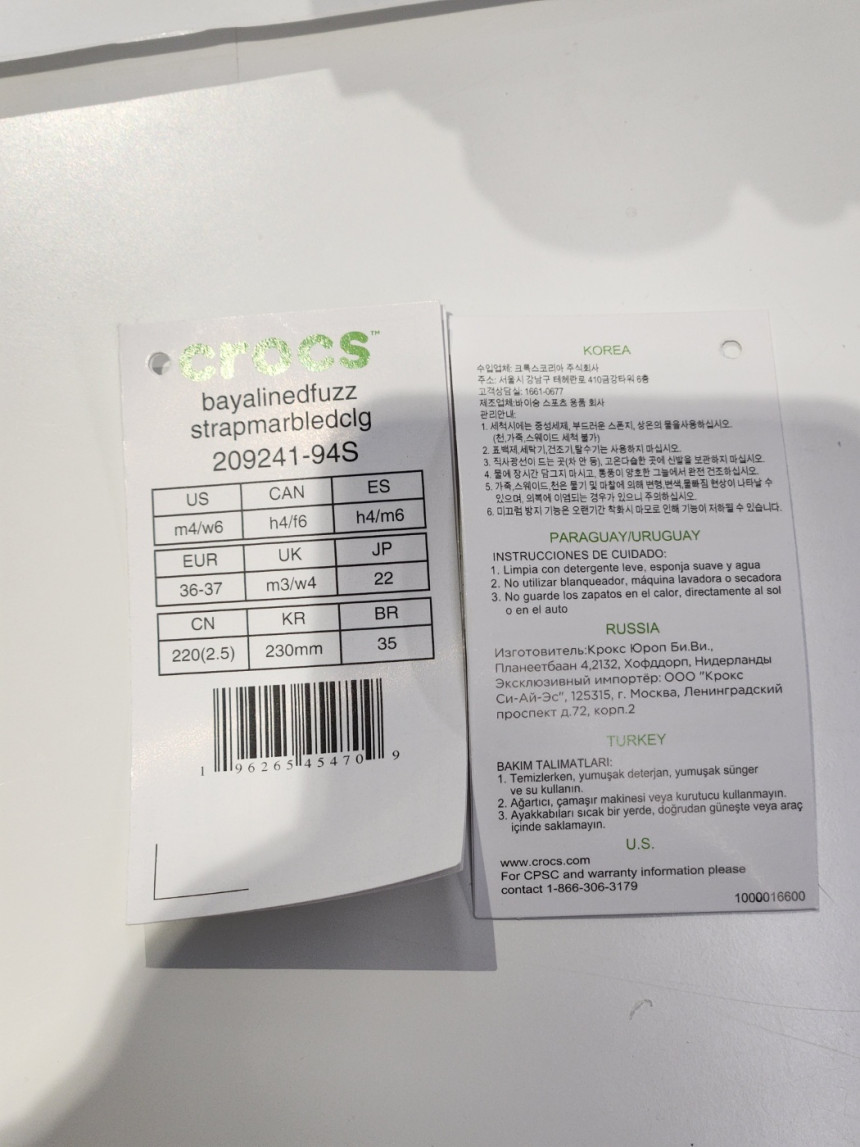 crocs™
bayalinedfuzz
strapmarbledclg
209241-94S
US CAN ES
m4/w6 h4/f6 h4/m6
EUR UK JP
36-37 m3/w4 22
CN KR BR
220(2.5) 230mm 35
1 96265 45470 9
KOREA
수입업체: 크록스코리아 주식회사
주소: 서울시 강남구 테헤란로 410금강타워 6층
고객상담실: 1661-0677
제조업체:바이송 스포츠 용품 회사
관리안내:
1. 세척시에는 중성세제, 부드러운 스폰지, 상온의 물을사용하십시오.
(천,가죽,스웨이드 세척 불가)
2. 표백제,세탁기,건조기,탈수기는 사용하지 마십시오.
3. 직사광선이 드는 곳(차 안 등), 고온다습한 곳에 신발을 보관하지 마십시오.
4. 물에 장시간 담그지 마시고, 통풍이 양호한 그늘에서 완전 건조하십시오.
5. 가죽,스웨이드,천은 물기 및 마찰에 의해 변형,변색,물빠짐 현상이 나타날 수
있으며, 의복에 이염되는 경우가 있으니 주의하십시오.
6. 미끄럼 방지 기능은 오랜기간 착화시 마모로 인해 기능이 저하될 수 있습니다.
PARAGUAY/URUGUAY
INSTRUCCIONES DE CUIDADO:
1. Limpia con detergente leve, esponja suave y agua
2. No utilizar blanqueador, máquina lavadora o secadora
3. No guarde los zapatos en el calor, directamente al sol
o en el auto
RUSSIA
Изготовитель:Крокс Юроп Би.Ви.,
Планеетбаан 4,2132, Хофддорп, Нидерланды
Эксклюзивный импортёр: ООО "Крокс
Си-Ай-Эс", 125315, г. Москва, Ленинградский
проспект д.72, корп.2
TURKEY
BAKIM TALIMATLARI:
1. Temizlerken, yumuşak deterjan, yumuşak sünger
ve su kullanın.
2. Ağartıcı, çamaşır makinesi veya kurutucu kullanmayın.
3. Ayakkabıları sıcak bir yerde, doğrudan güneşte veya araç
içinde saklamayın.
U.S.
www.crocs.com
For CPSC and warranty information please
contact 1-866-306-3179
1000016600